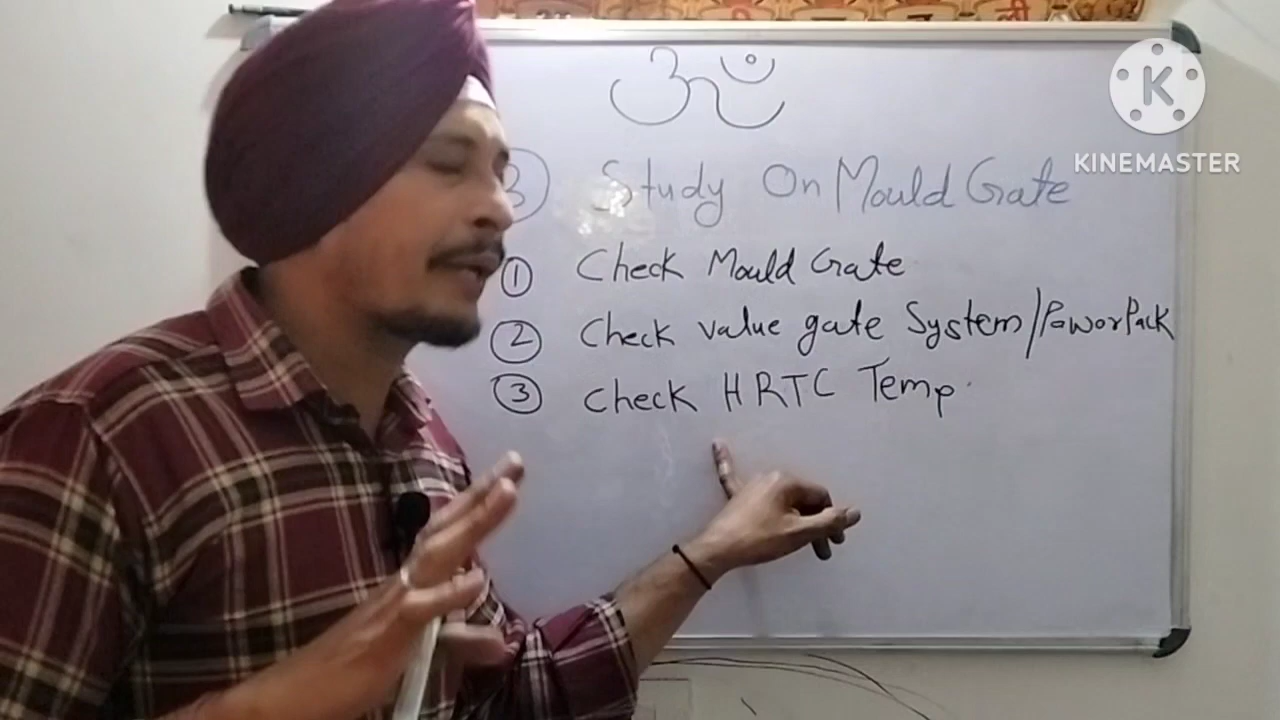 ॐ
③ Study On Mould Gate
① Check Mould Gate
② Check value gate System/PoworPack
③ Check HRTC Temp.
K
KINEMASTER